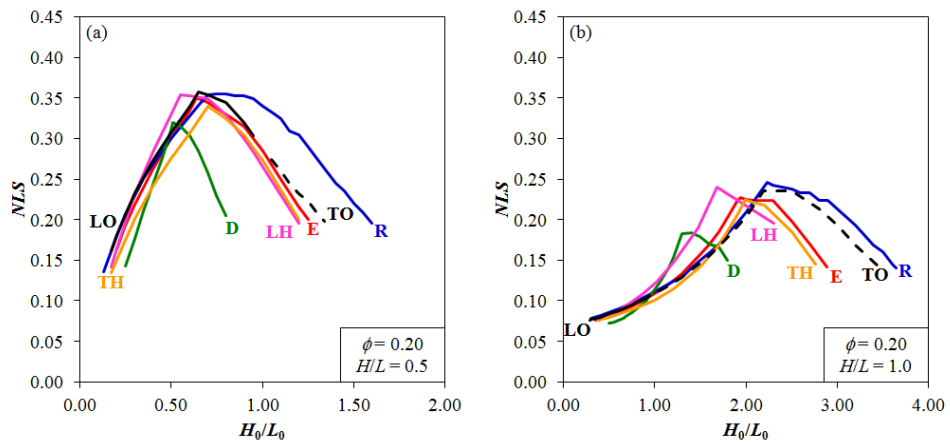 (a)
NLS
0.45
0.40
0.35
0.30
0.25
0.20
0.15
0.10
0.05
0.00
LO
TH
D
LH
E
TO
R
ϕ = 0.20
H/L = 0.5
0.00 0.50 1.00 1.50 2.00
H₀/L₀
(b)
NLS
0.45
0.40
0.35
0.30
0.25
0.20
0.15
0.10
0.05
0.00
LO
D
LH
TH
E
TO
R
ϕ = 0.20
H/L = 1.0
0.00 1.00 2.00 3.00 4.00
H₀/L₀